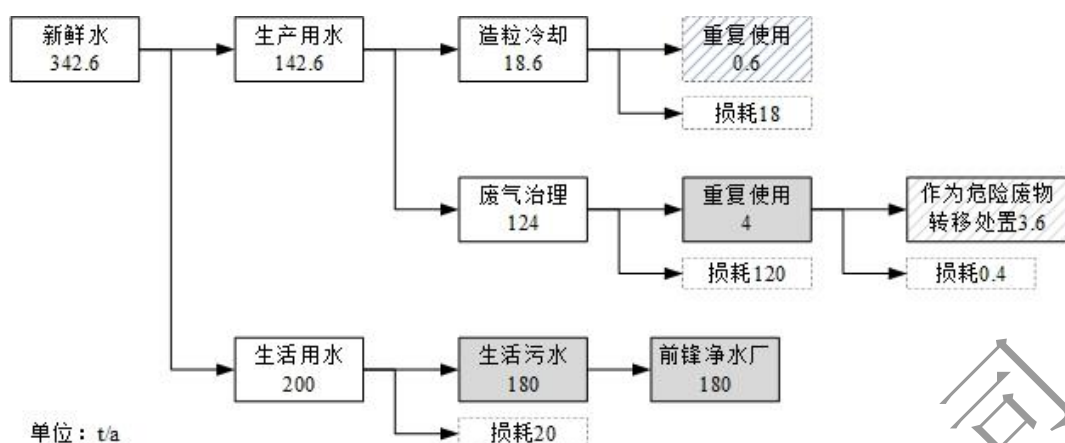 新鲜水
342.6
生产用水
142.6
造粒冷却
18.6
重复使用
0.6
损耗18
废气治理
124
重复使用
4
作为危险废物
转移处置3.6
损耗120
损耗0.4
生活用水
200
生活污水
180
前锋净水厂
180
损耗20
单位：t/a